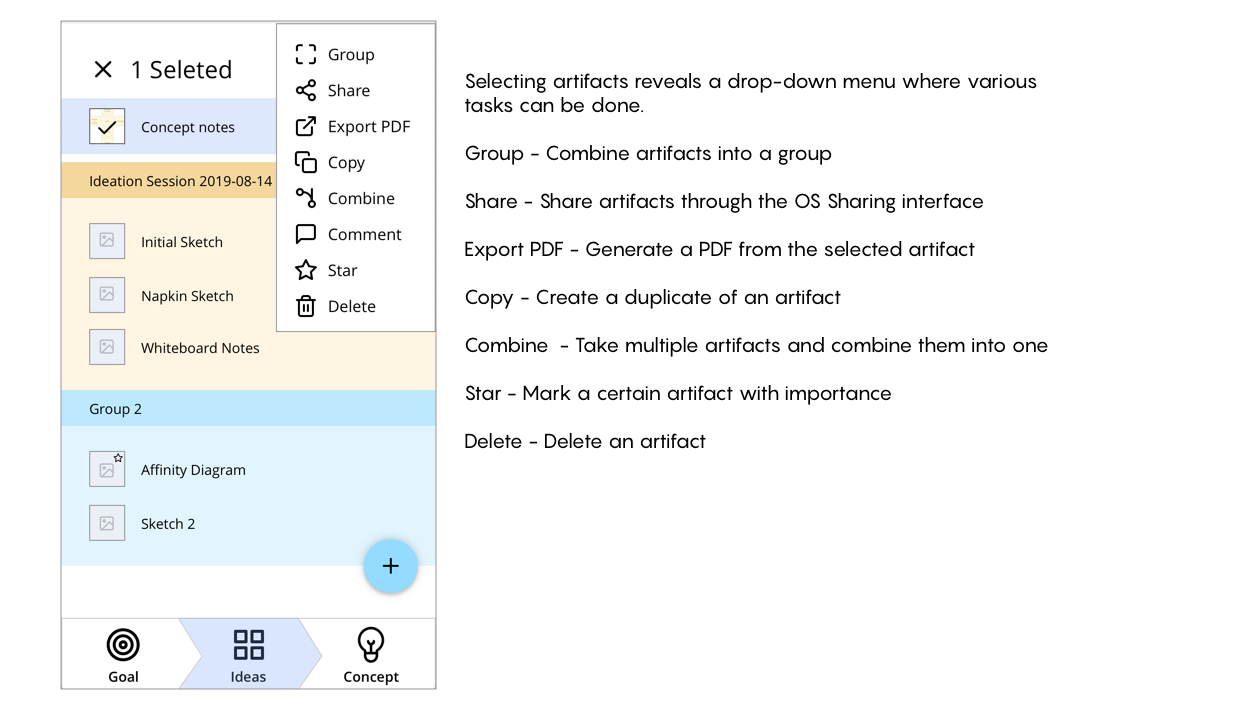 1 Seleted
Concept notes
Ideation Session 2019-08-14
Initial Sketch
Napkin Sketch
Whiteboard Notes
Group 2
Affinity Diagram
Sketch 2
Goal
Ideas
Concept
Group
Share
Export PDF
Copy
Combine
Comment
Star
Delete
Selecting artifacts reveals a drop-down menu where various
tasks can be done.
Group - Combine artifacts into a group
Share - Share artifacts through the OS Sharing interface
Export PDF - Generate a PDF from the selected artifact
Copy - Create a duplicate of an artifact
Combine  - Take multiple artifacts and combine them into one
Star - Mark a certain artifact with importance
Delete - Delete an artifact